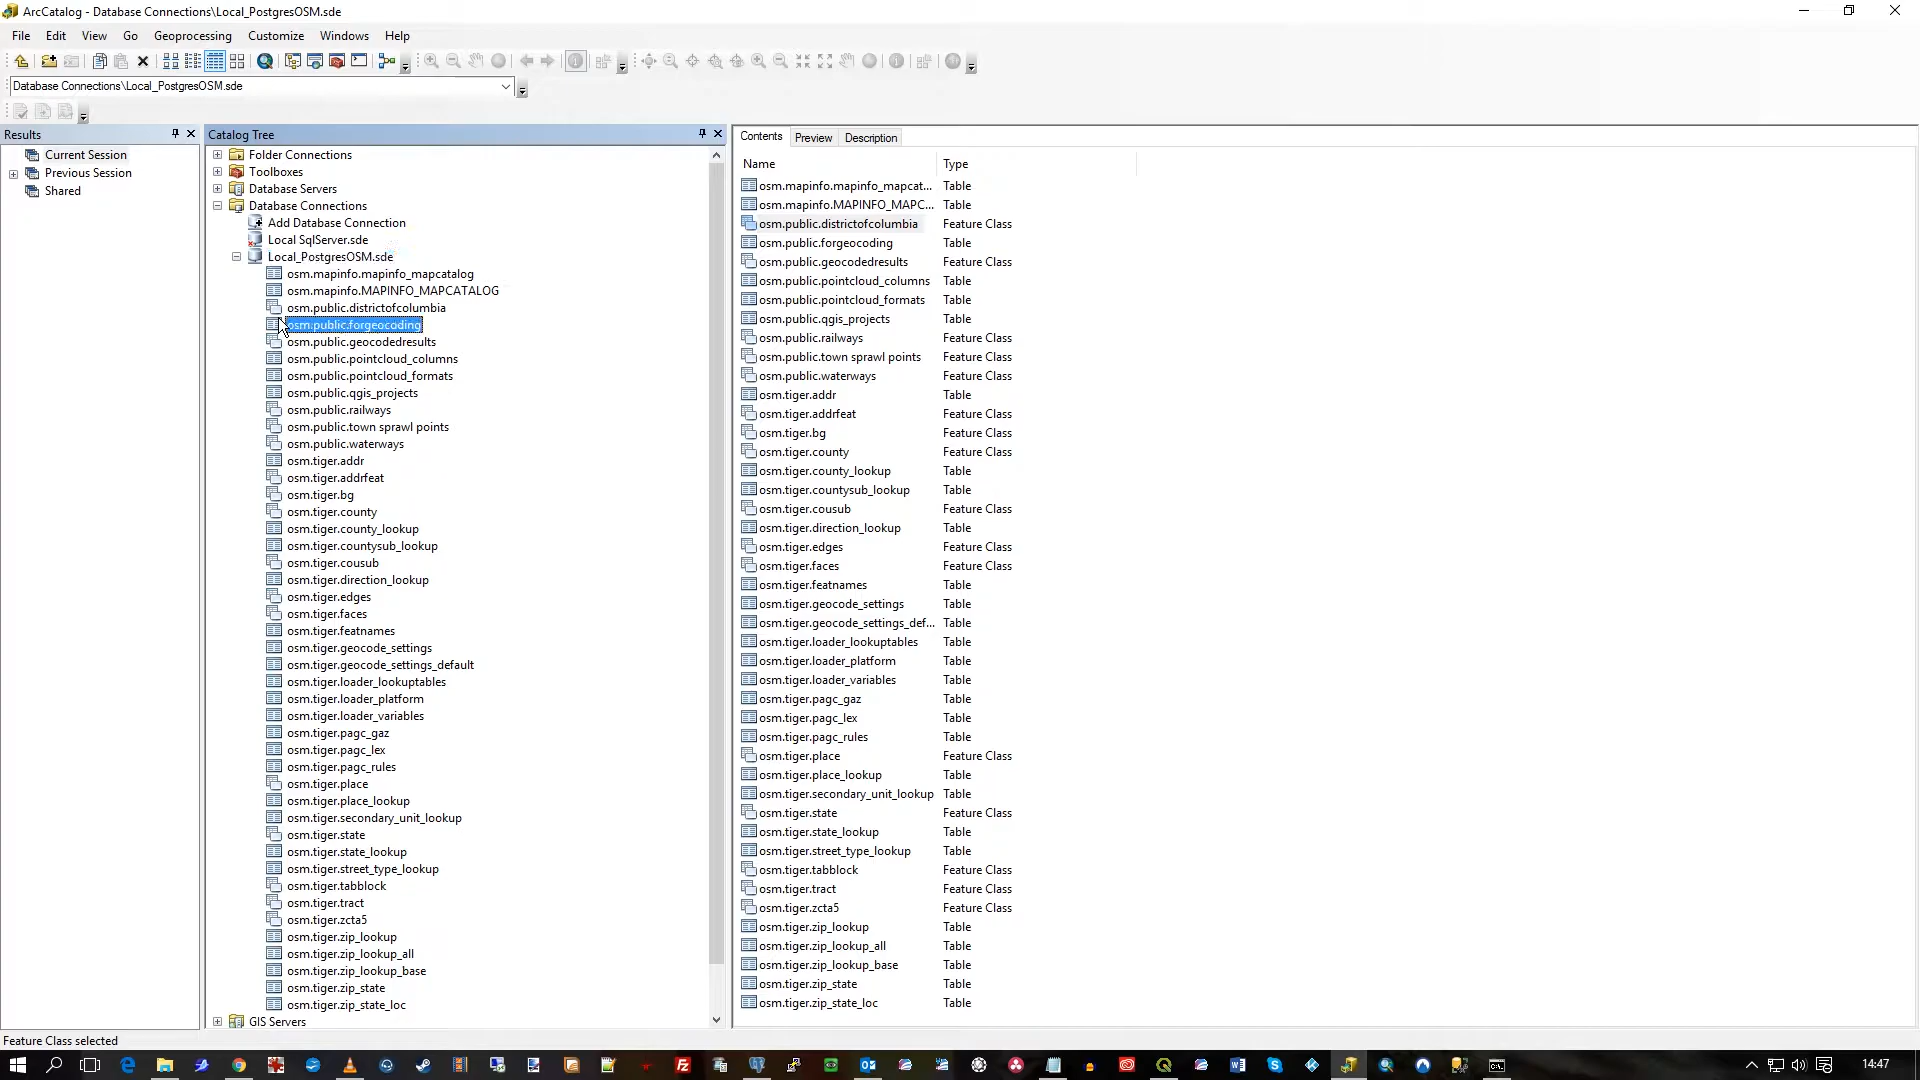 ArcCatalog - Database Connections\Local_PostgresOSM.sde
File Edit View Go Geoprocessing Customize Windows Help
Database Connections\Local_PostgresOSM.sde
Results
Current Session
Previous Session
Shared
Catalog Tree
Folder Connections
Toolboxes
Database Servers
Database Connections
Add Database Connection
Local SqlServer.sde
Local_PostgresOSM.sde
osm.mapinfo.mapinfo_mapcatalog
osm.mapinfo.MAPINFO_MAPCATALOG
osm.public.districtofcolumbia
osm.public.forgeocoding
osm.public.geocodedresults
osm.public.pointcloud_columns
osm.public.pointcloud_formats
osm.public.qgis_projects
osm.public.railways
osm.public.town sprawl points
osm.public.waterways
osm.tiger.addr
osm.tiger.addrfeat
osm.tiger.bg
osm.tiger.county
osm.tiger.county_lookup
osm.tiger.countysub_lookup
osm.tiger.cousub
osm.tiger.direction_lookup
osm.tiger.edges
osm.tiger.faces
osm.tiger.featnames
osm.tiger.geocode_settings
osm.tiger.geocode_settings_default
osm.tiger.loader_lookuptables
osm.tiger.loader_platform
osm.tiger.loader_variables
osm.tiger.pagc_gaz
osm.tiger.pagc_lex
osm.tiger.pagc_rules
osm.tiger.place
osm.tiger.place_lookup
osm.tiger.secondary_unit_lookup
osm.tiger.state
osm.tiger.state_lookup
osm.tiger.street_type_lookup
osm.tiger.tabblock
osm.tiger.tract
osm.tiger.zcta5
osm.tiger.zip_lookup
osm.tiger.zip_lookup_all
osm.tiger.zip_lookup_base
osm.tiger.zip_state
osm.tiger.zip_state_loc
GIS Servers
Contents Preview Description
Name Type
osm.mapinfo.mapinfo_mapcat... Table
osm.mapinfo.MAPINFO_MAPC... Table
osm.public.districtofcolumbia Feature Class
osm.public.forgeocoding Table
osm.public.geocodedresults Feature Class
osm.public.pointcloud_columns Table
osm.public.pointcloud_formats Table
osm.public.qgis_projects Table
osm.public.railways Feature Class
osm.public.town sprawl points Feature Class
osm.public.waterways Feature Class
osm.tiger.addr Table
osm.tiger.addrfeat Feature Class
osm.tiger.bg Feature Class
osm.tiger.county Feature Class
osm.tiger.county_lookup Table
osm.tiger.countysub_lookup Table
osm.tiger.cousub Feature Class
osm.tiger.direction_lookup Table
osm.tiger.edges Feature Class
osm.tiger.faces Feature Class
osm.tiger.featnames Table
osm.tiger.geocode_settings Table
osm.tiger.geocode_settings_def... Table
osm.tiger.loader_lookuptables Table
osm.tiger.loader_platform Table
osm.tiger.loader_variables Table
osm.tiger.pagc_gaz Table
osm.tiger.pagc_lex Table
osm.tiger.pagc_rules Table
osm.tiger.place Feature Class
osm.tiger.place_lookup Table
osm.tiger.secondary_unit_lookup Table
osm.tiger.state Feature Class
osm.tiger.state_lookup Table
osm.tiger.street_type_lookup Table
osm.tiger.tabblock Feature Class
osm.tiger.tract Feature Class
osm.tiger.zcta5 Feature Class
osm.tiger.zip_lookup Table
osm.tiger.zip_lookup_all Table
osm.tiger.zip_lookup_base Table
osm.tiger.zip_state Table
osm.tiger.zip_state_loc Table
Feature Class selected
14:47